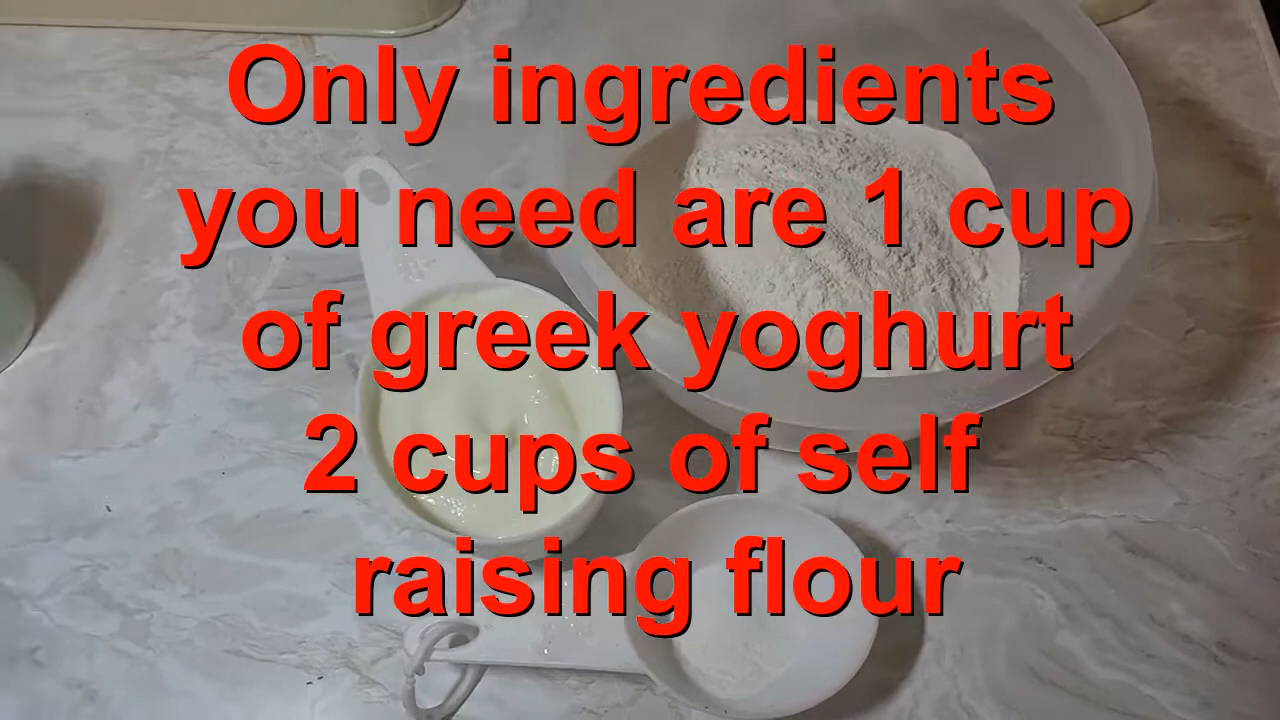 Only ingredients
you need are 1 cup
of greek yoghurt
2 cups of self
raising flour